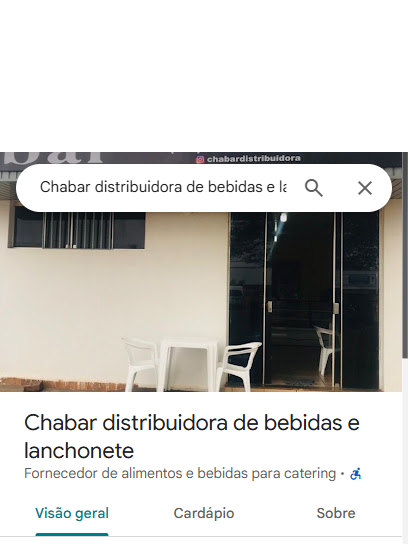 chabardistribuidora
Chabar distribuidora de bebidas e la
Chabar distribuidora de bebidas e
lanchonete
Fornecedor de alimentos e bebidas para catering ·
Visão geral
Cardápio
Sobre